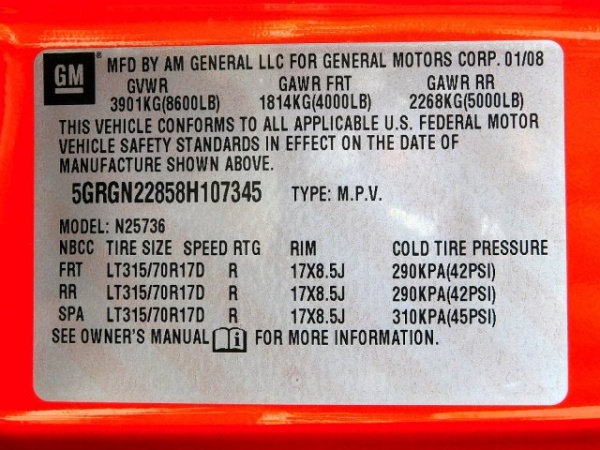 GM ® MFD BY AM GENERAL LLC FOR GENERAL MOTORS CORP. 01/08
GVWR GAWR FRT GAWR RR
3901KG(8600LB) 1814KG(4000LB) 2268KG(5000LB)
THIS VEHICLE CONFORMS TO ALL APPLICABLE U.S. FEDERAL MOTOR
VEHICLE SAFETY STANDARDS IN EFFECT ON THE DATE OF
MANUFACTURE SHOWN ABOVE.
5GRGN22858H107345 TYPE: M.P.V.
MODEL: N25736
NBCC TIRE SIZE SPEED RTG RIM COLD TIRE PRESSURE
FRT LT315/70R17D R 17X8.5J 290KPA(42PSI)
RR LT315/70R17D R 17X8.5J 290KPA(42PSI)
SPA LT315/70R17D R 17X8.5J 310KPA(45PSI)
SEE OWNER'S MANUAL i FOR MORE INFORMATION.